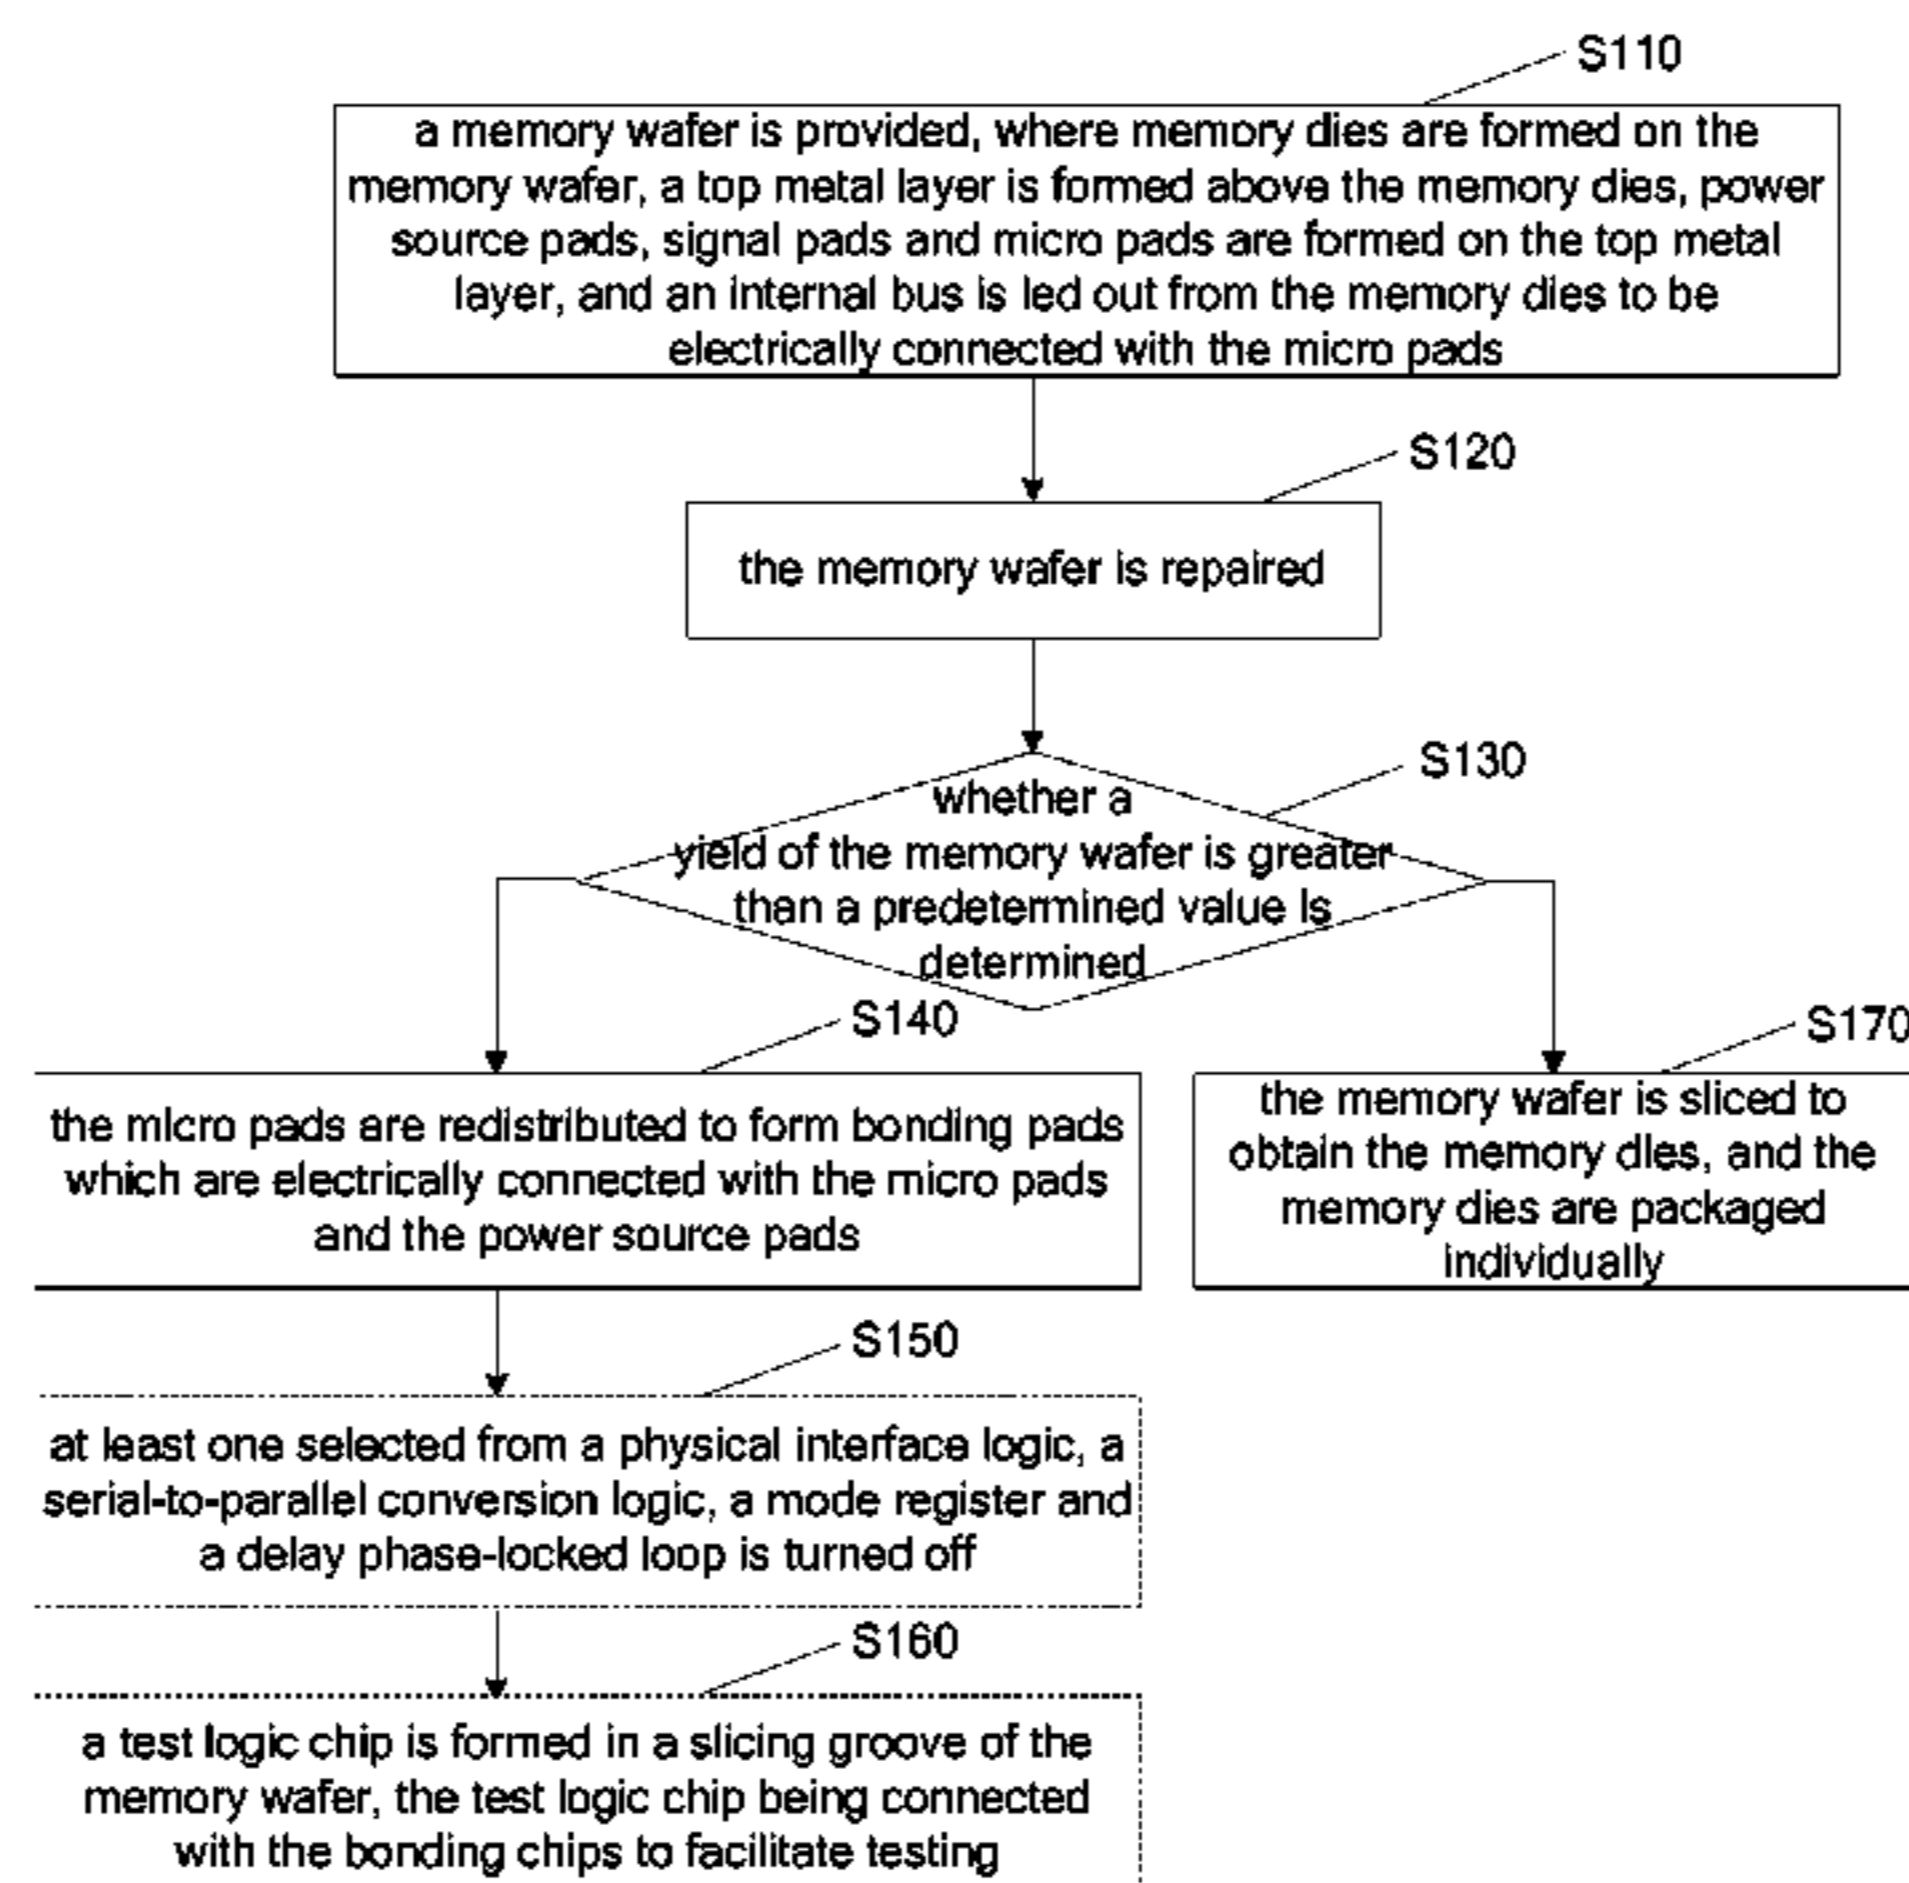 S110
a memory wafer is provided, where memory dies are formed on the
memory wafer, a top metal layer is formed above the memory dies, power
source pads, signal pads and micro pads are formed on the top metal
layer, and an internal bus is led out from the memory dies to be
electrically connected with the micro pads
S120
the memory wafer is repaired
S130
whether a
yield of the memory wafer is greater
than a predetermined value is
determined
S140
the micro pads are redistributed to form bonding pads
which are electrically connected with the micro pads
and the power source pads
S170
the memory wafer is sliced to
obtain the memory dies, and the
memory dies are packaged
individually
S150
at least one selected from a physical interface logic, a
serial-to-parallel conversion logic, a mode register and
a delay phase-locked loop is turned off
S160
a test logic chip is formed in a slicing groove of the
memory wafer, the test logic chip being connected
with the bonding chips to facilitate testing